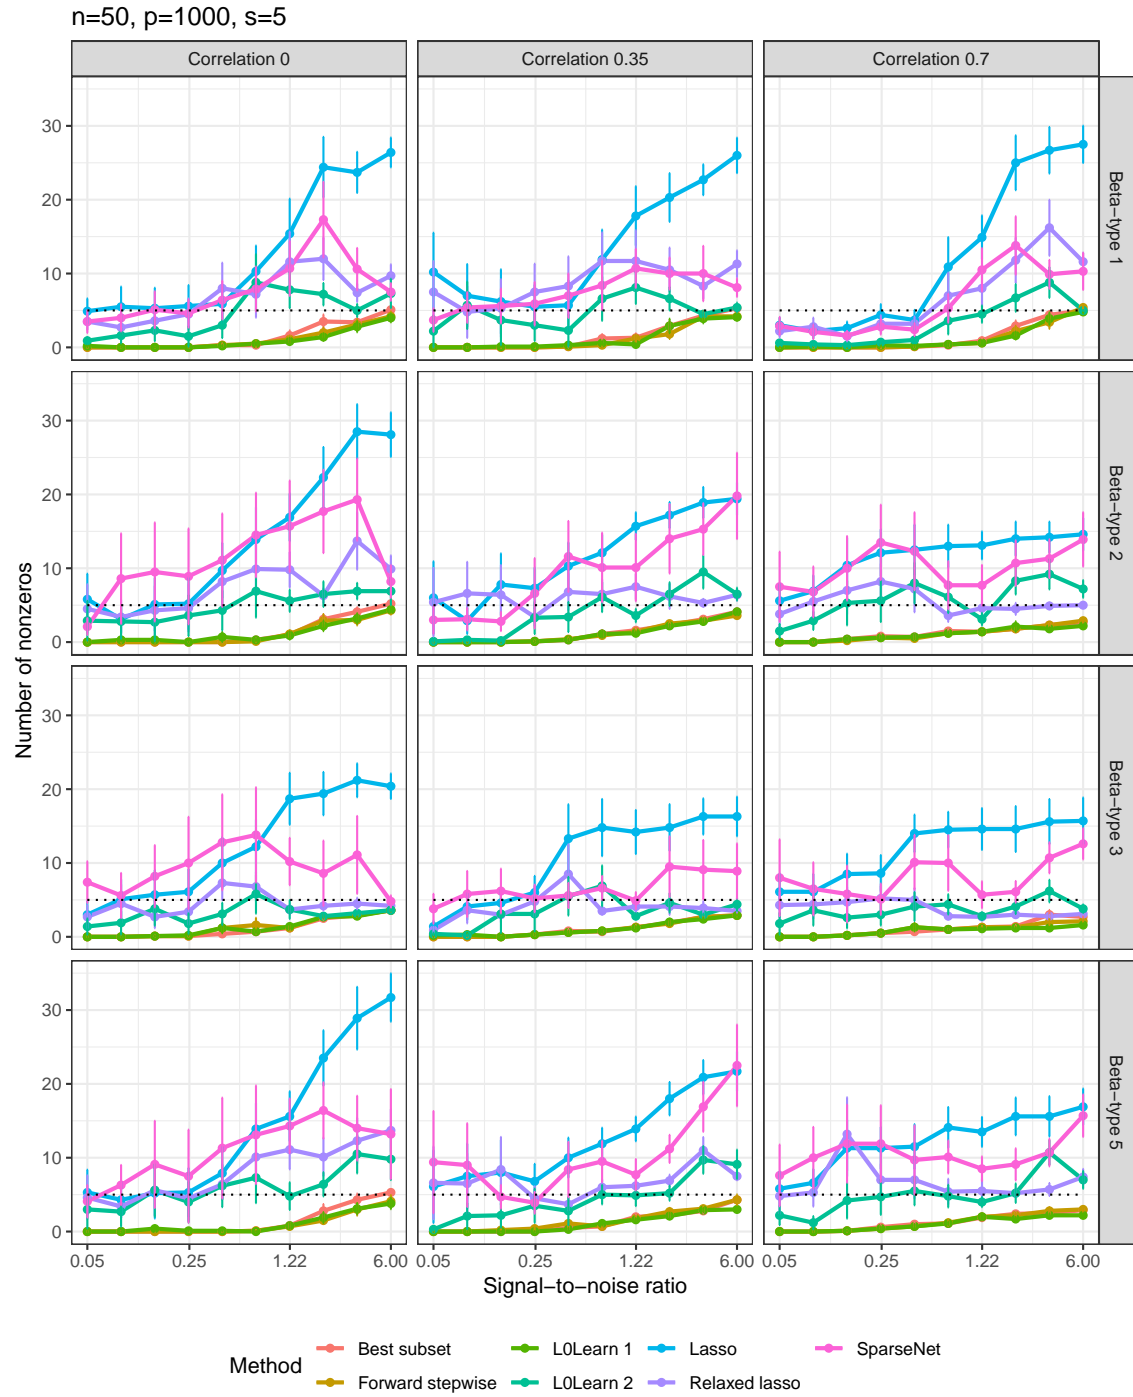 n=50, p=1000, s=5
Correlation 0
Correlation 0.35
Correlation 0.7
30
20
10
0
Beta−type 1
30
20
10
0
Beta−type 2
30
20
10
0
Beta−type 3
30
20
10
0
Beta−type 5
Number of nonzeros
0.05 0.25 1.22 6.00
0.05 0.25 1.22 6.00
0.05 0.25 1.22 6.00
Signal−to−noise ratio
Method
Best subset
L0Learn 1
Lasso
SparseNet
Forward stepwise
L0Learn 2
Relaxed lasso